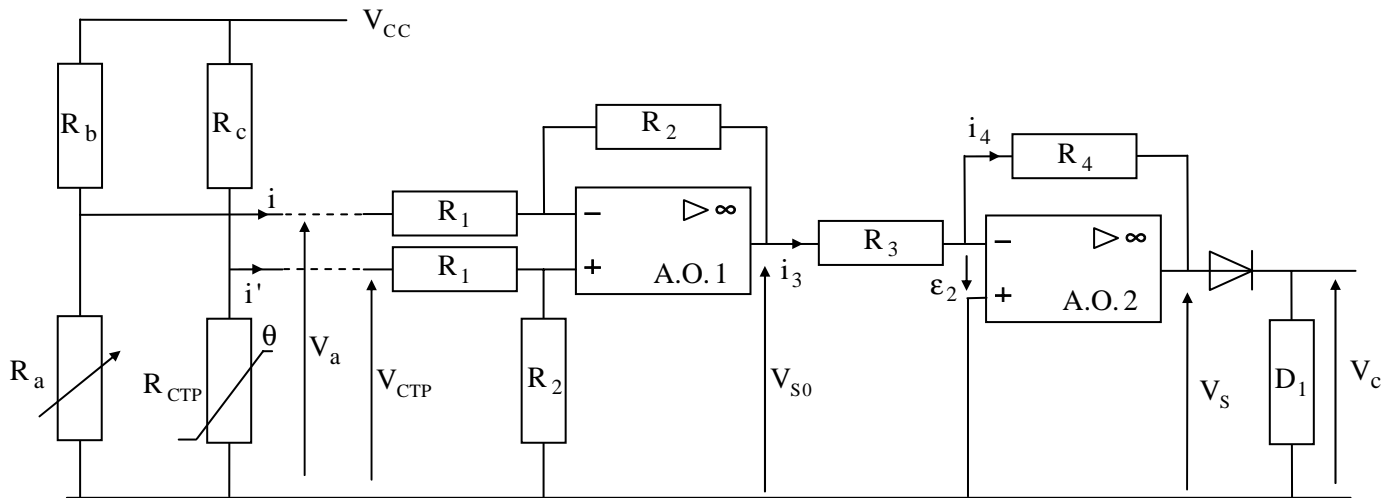 V_CC
R_b
R_c
R_2
i_4
R_4
i
R_1
− ▷ ∞
R_3
− ▷ ∞
i'
R_1
+ A.O.1
i_3
ε_2
+ A.O.2
θ
R_a
R_CTP
V_a
V_CTP
R_2
V_S0
V_S
D_1
V_c